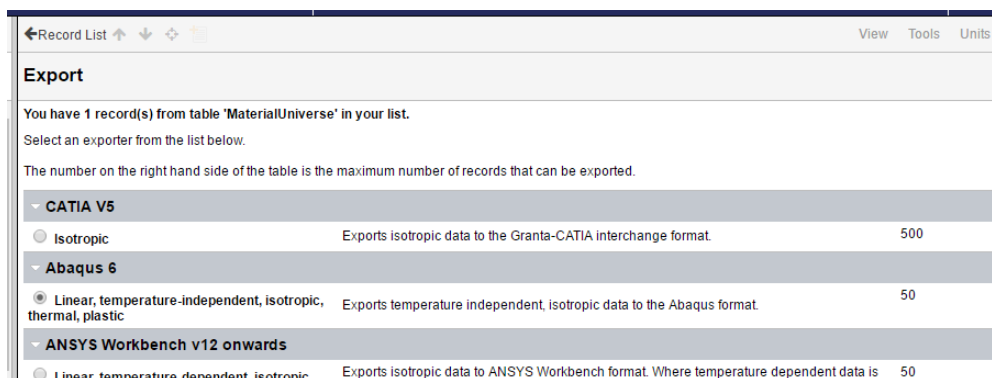 Record List
View Tools Units
Export
You have 1 record(s) from table 'MaterialUniverse' in your list.
Select an exporter from the list below.
The number on the right hand side of the table is the maximum number of records that can be exported.
CATIA V5
Isotropic Exports isotropic data to the Granta-CATIA interchange format. 500
Abaqus 6
Linear, temperature-independent, isotropic, thermal, plastic Exports temperature independent, isotropic data to the Abaqus format. 50
ANSYS Workbench v12 onwards
Linear, temperature-dependent, isotropic, Exports isotropic data to ANSYS Workbench format. Where temperature dependent data is 50